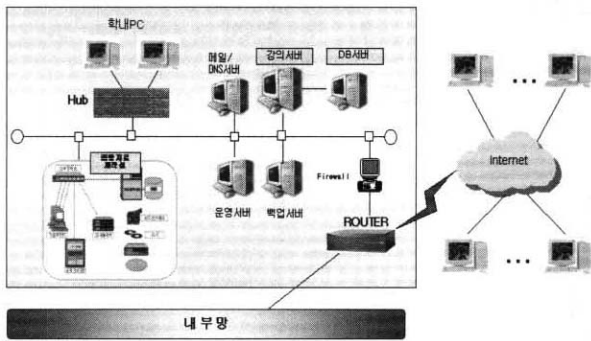 학내PC
Hub
메일/
DNS서버
강의서버
DB서버
Internet
운영서버
백업서버
Firewall
ROUTER
내부망